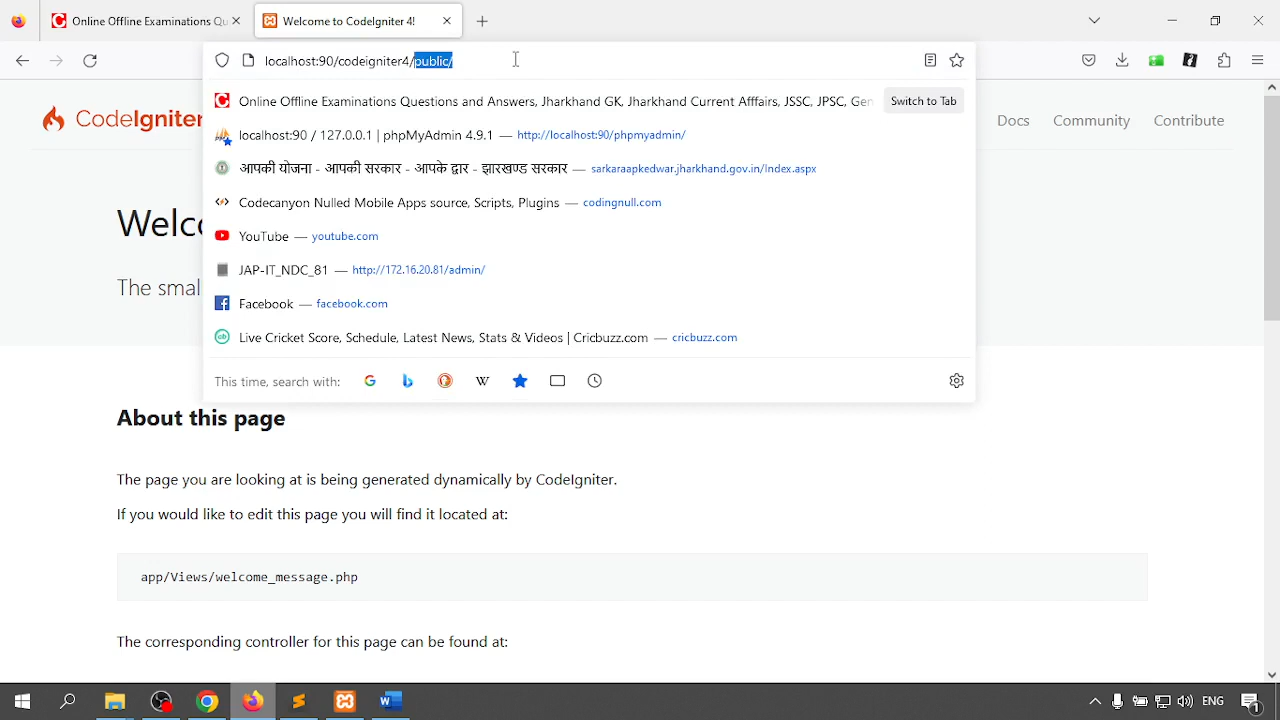 Online Offline Examinations Qu
Welcome to CodeIgniter 4!
localhost:90/codeigniter4/public/
Online Offline Examinations Questions and Answers, Jharkhand GK, Jharkhand Current Afffairs, JSSC, JPSC, Gen
Switch to Tab
localhost:90 / 127.0.0.1 | phpMyAdmin 4.9.1 — http://localhost:90/phpmyadmin/
आपकी योजना - आपकी सरकार - आपके द्वार - झारखण्ड सरकार — sarkaraapkedwar.jharkhand.gov.in/Index.aspx
Codecanyon Nulled Mobile Apps source, Scripts, Plugins — codingnull.com
YouTube — youtube.com
JAP-IT_NDC_81 — http://172.16.20.81/admin/
Facebook — facebook.com
Live Cricket Score, Schedule, Latest News, Stats & Videos | Cricbuzz.com — cricbuzz.com
This time, search with:
CodeIgniter
Docs Community Contribute
Welc
The smal
About this page
The page you are looking at is being generated dynamically by CodeIgniter.
If you would like to edit this page you will find it located at:
app/Views/welcome_message.php
The corresponding controller for this page can be found at:
ENG